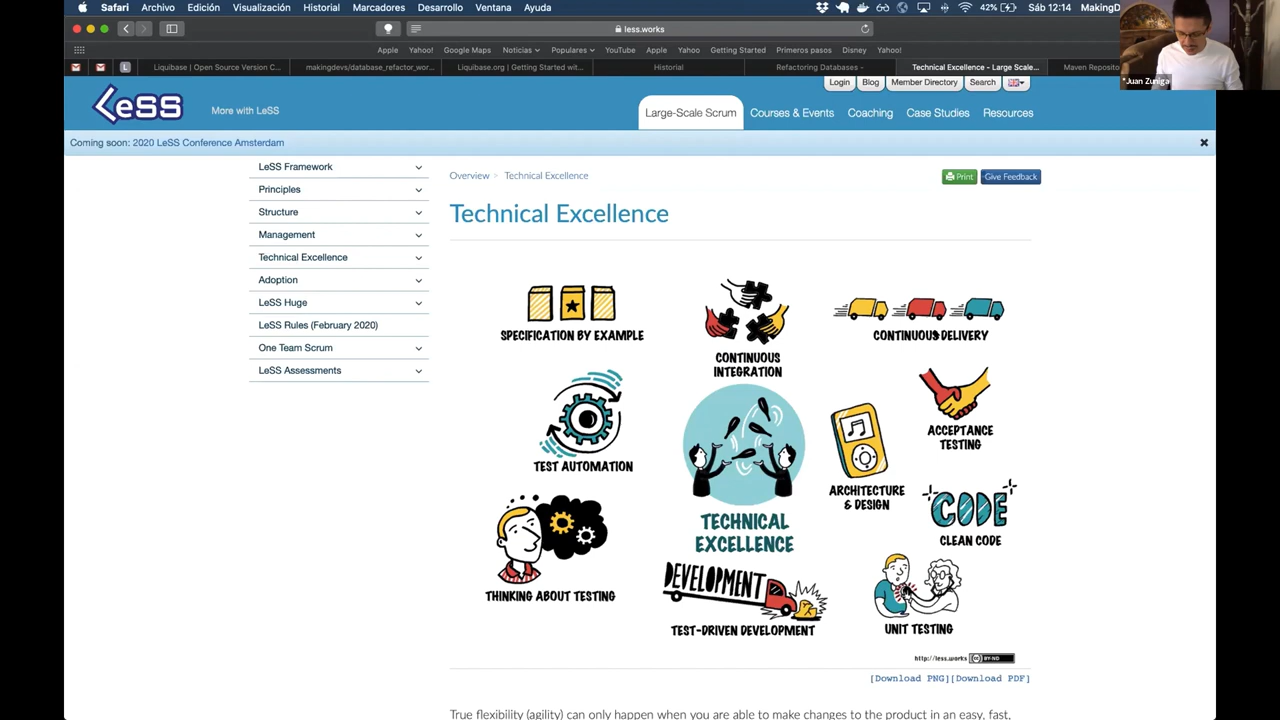 Safari Archivo Edición Visualización Historial Marcadores Desarrollo Ventana Ayuda 42% Sáb 12:14 MakingD
less.works
Apple Yahoo! Google Maps Noticias Populares YouTube Apple Yahoo Getting Started Primeros pasos Disney Yahoo!
Liquibase | Open Source Version C... makingdevs/database_refactor_wor... Liquibase.org | Getting Started wit... Historial Refactoring Databases - Technical Excellence - Large Scale... Maven Reposito
*Juan Zuniga
Login Blog Member Directory Search
LeSS
More with LeSS
Large-Scale Scrum Courses & Events Coaching Case Studies Resources
Coming soon: 2020 LeSS Conference Amsterdam
LeSS Framework
Principles
Structure
Management
Technical Excellence
Adoption
LeSS Huge
LeSS Rules (February 2020)
One Team Scrum
LeSS Assessments
Overview > Technical Excellence
Print Give Feedback
Technical Excellence
SPECIFICATION BY EXAMPLE
CONTINUOUS
INTEGRATION
CONTINUOUS DELIVERY
TEST AUTOMATION
ACCEPTANCE
TESTING
ARCHITECTURE
& DESIGN
CODE
CLEAN CODE
TECHNICAL
EXCELLENCE
THINKING ABOUT TESTING
DEVELOPMENT
TEST-DRIVEN DEVELOPMENT
UNIT TESTING
http://less.works cc BY-ND
[Download PNG][Download PDF]
True flexibility (agility) can only happen when you are able to make changes to the product in an easy, fast,